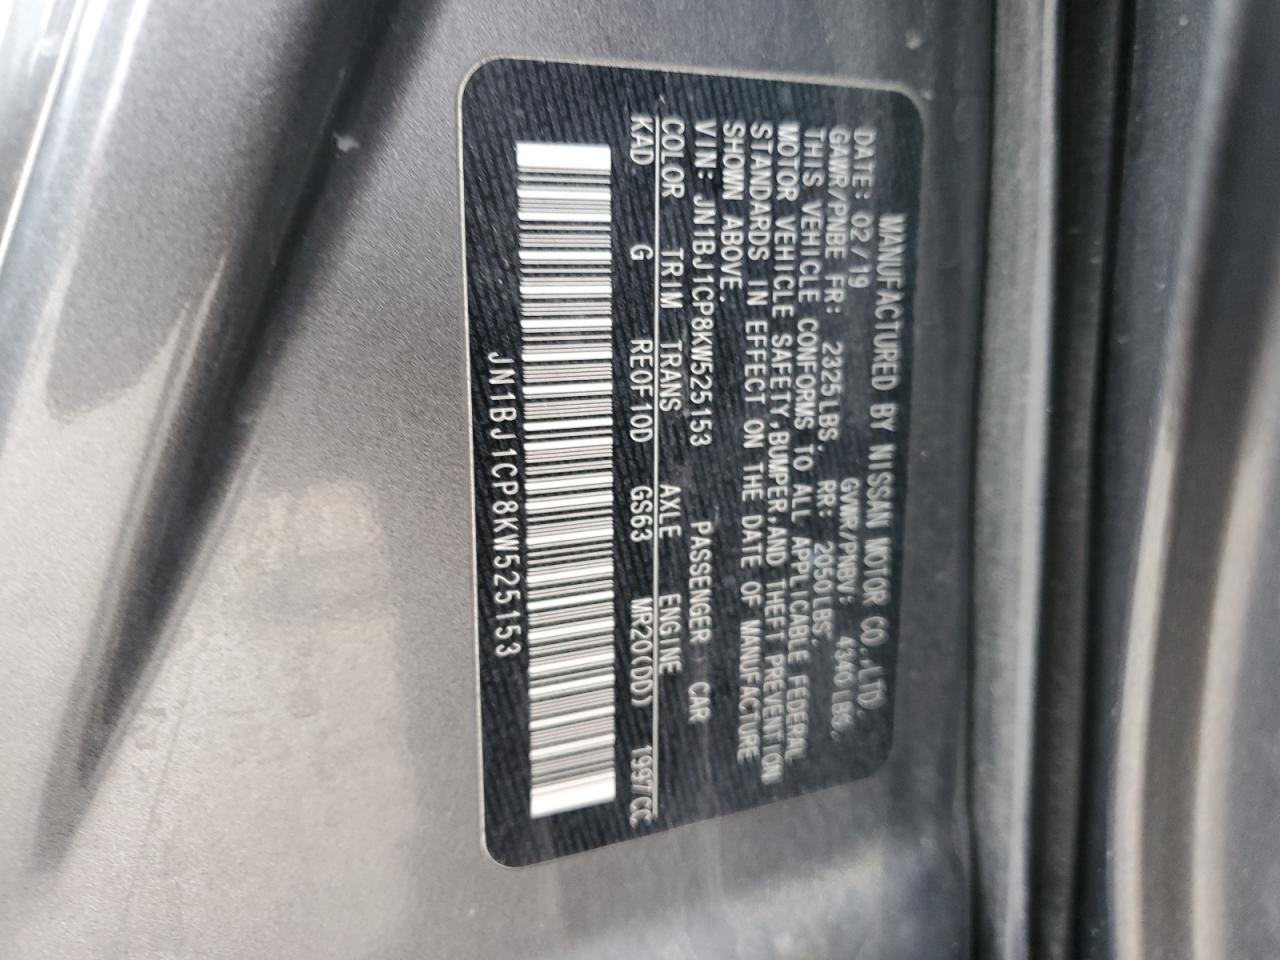 MANUFACTURED BY NISSAN MOTOR CO.,LTD.
DATE: 02/19 GVWR/PNBV: 4340 LBS.
GAWR/PNBE FR: 2325LBS. RR: 2050LBS.
THIS VEHICLE CONFORMS TO ALL APPLICABLE FEDERAL
MOTOR VEHICLE SAFETY,BUMPER,AND THEFT PREVENTION
STANDARDS IN EFFECT ON THE DATE OF MANUFACTURE
SHOWN ABOVE.
VIN: JN1BJ1CP8KW525153 PASSENGER CAR
COLOR TRIM TRANS AXLE ENGINE
KAD G RE0F10D GS63 MR20(DD) 1997CC
JN1BJ1CP8KW525153